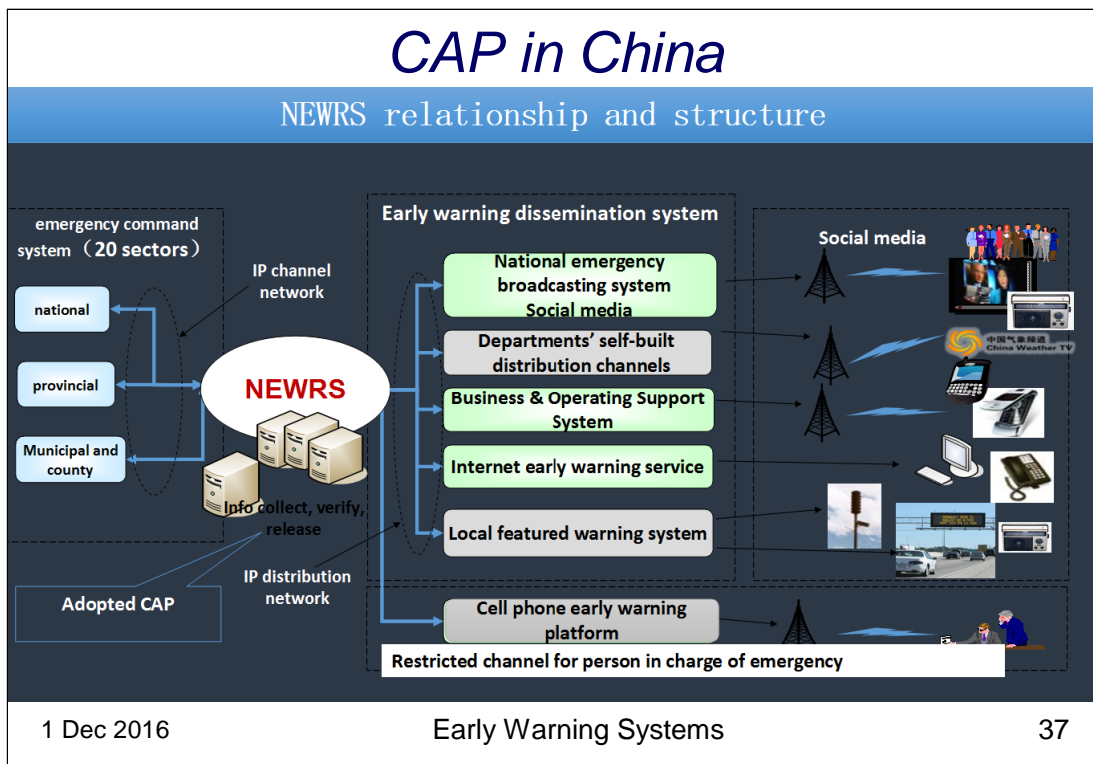 CAP in China
NEWRS relationship and structure
emergency command
system（20 sectors）
national
provincial
Municipal and
county
IP channel
network
NEWRS
Info collect, verify,
release
Adopted CAP
IP distribution
network
Early warning dissemination system
National emergency
broadcasting system
Social media
Departments' self-built
distribution channels
Business & Operating Support
System
Internet early warning service
Local featured warning system
Cell phone early warning
platform
Restricted channel for person in charge of emergency
Social media
中国气象频道
China Weather TV
1 Dec 2016
Early Warning Systems
37